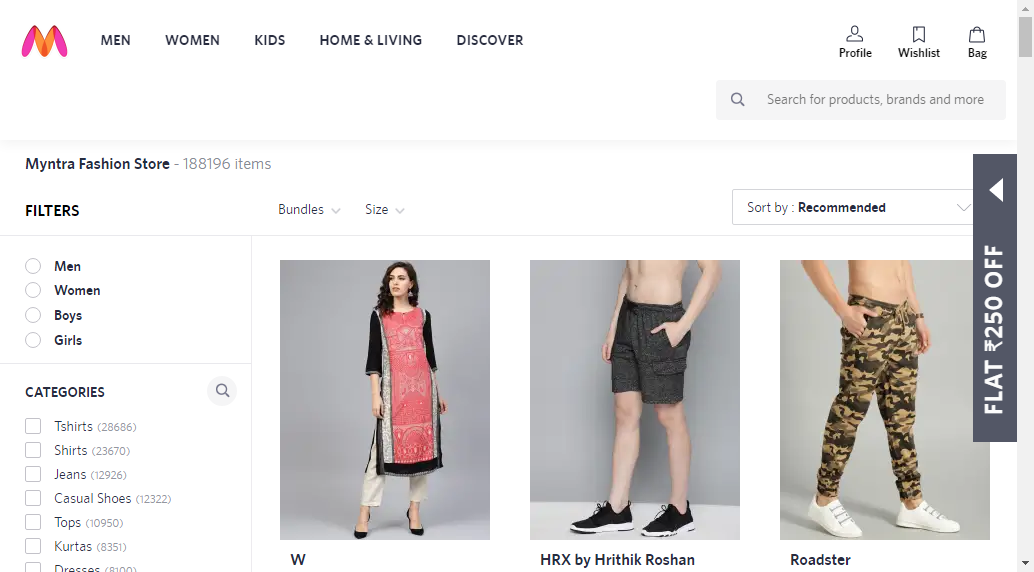 MEN WOMEN KIDS HOME & LIVING DISCOVER
Profile Wishlist Bag
Search for products, brands and more
Myntra Fashion Store - 188196 items
FILTERS
Bundles Size
Sort by : Recommended
Men
Women
Boys
Girls
CATEGORIES
Tshirts (28686)
Shirts (23670)
Jeans (12926)
Casual Shoes (12322)
Tops (10950)
Kurtas (8351)
Dresses (8100)
FLAT ₹250 OFF
W
HRX by Hrithik Roshan
Roadster